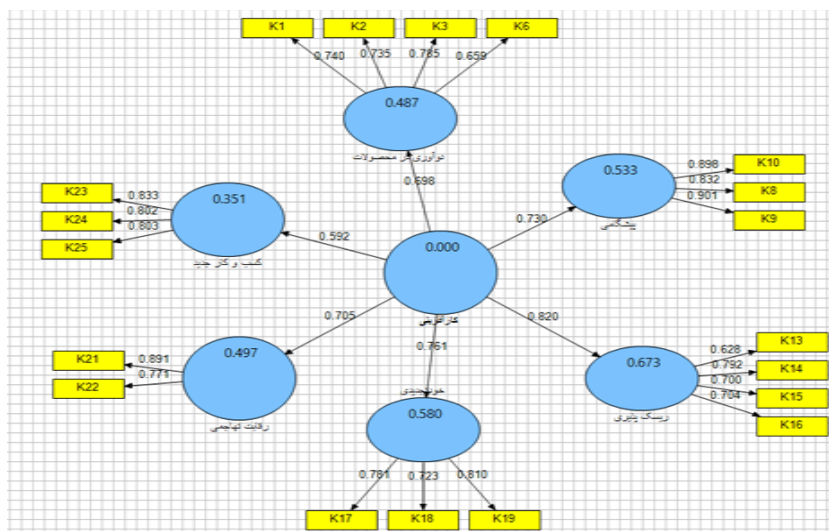 K1 K2 K3 K6
0.740 0.735 0.785 0.659
0.487
نوآوری در محصولات
0.698
K23 0.833
K24 0.802
K25 0.803
0.351
کسب و کار جدید
0.592
0.533
پیشگامی
0.898 K10
0.832 K8
0.901 K9
0.730
0.000
کارآفرینی
0.705
0.761
0.820
K21 0.891
K22 0.771
0.497
رقابت تهاجمی
خودتجدیدی
0.580
0.781 0.723 0.810
K17 K18 K19
0.673
ریسک پذیری
0.628 K13
0.792 K14
0.700 K15
0.704 K16